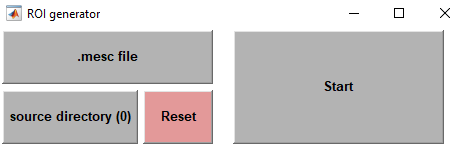 ROI generator
.mesc file
Start
source directory (0)
Reset